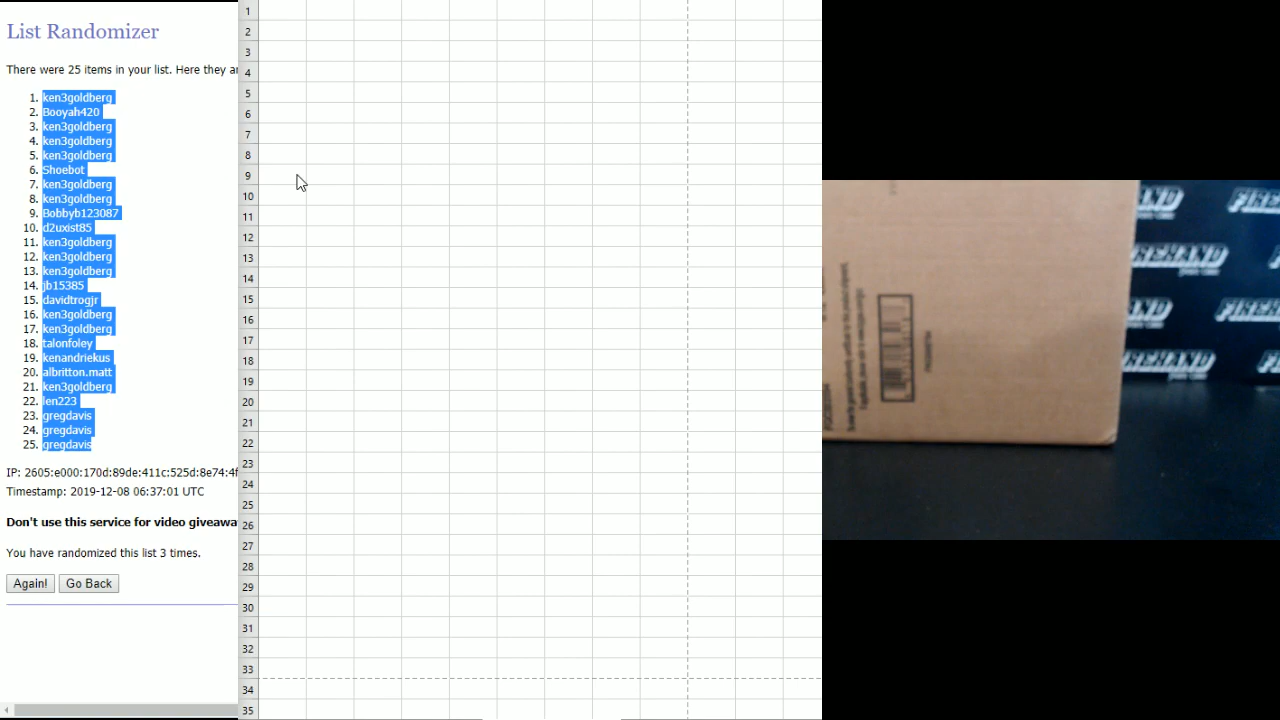 List Randomizer
There were 25 items in your list. Here they
1. ken3goldberg
2. Booyah420
3. ken3goldberg
4. ken3goldberg
5. ken3goldberg
6. Shoebot
7. ken3goldberg
8. ken3goldberg
9. Bobbyb123087
10. d2uxist85
11. ken3goldberg
12. ken3goldberg
13. ken3goldberg
14. jb15385
15. davidtrogjr
16. ken3goldberg
17. ken3goldberg
18. talonfoley
19. kenandriekus
20. albritton.matt
21. ken3goldberg
22. len223
23. gregdavis
24. gregdavis
25. gregdavis
IP: 2605:e000:170d:89de:411c:525d:8e74:4f
Timestamp: 2019-12-08 06:37:01 UTC
Don't use this service for video giveawa
You have randomized this list 3 times.
Again! Go Back
1
2
3
4
5
6
7
8
9
10
11
12
13
14
15
16
17
18
19
20
21
22
23
24
25
26
27
28
29
30
31
32
33
34
35
FIREHAND